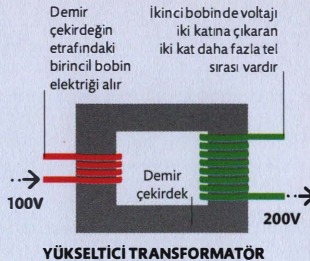 Demir
çekirdeğin
etrafındaki
birincil bobin
elektriği alır
İkinci bobinde voltajı
iki katına çıkaran
iki kat daha fazla tel
sırası vardır
Demir
çekirdek
100V
200V
YÜKSELTİCİ TRANSFORMATÖR